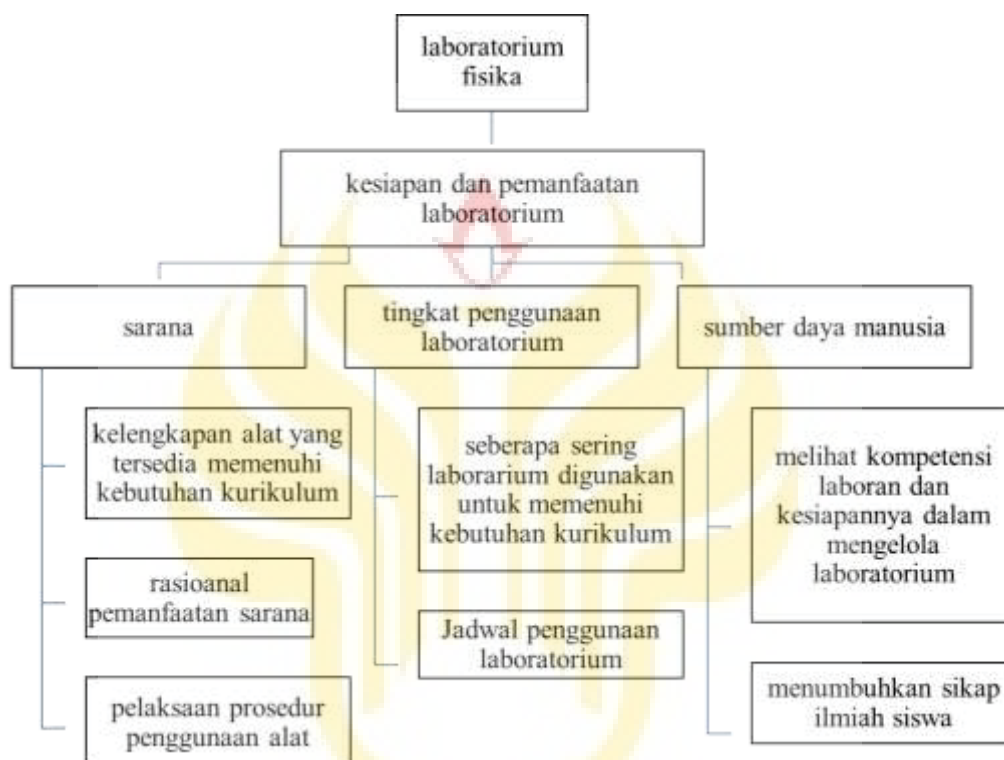 laboratorium
fisika
kesiapan dan pemanfaatan
laboratorium
sarana
tingkat penggunaan
laboratorium
sumber daya manusia
kelengkapan alat yang
tersedia memenuhi
kebutuhan kurikulum
rasioanal
pemanfaatan sarana
pelaksaan prosedur
penggunaan alat
seberapa sering
laborarium digunakan
untuk memenuhi
kebutuhan kurikulum
Jadwal penggunaan
laboratorium
melihat kompetensi
laboran dan
kesiapannya dalam
mengelola
laboratorium
menumbuhkan sikap
ilmiah siswa